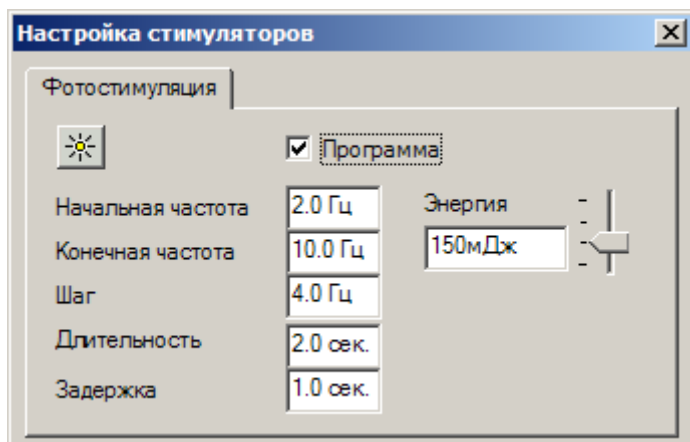 Настройка стимуляторов
Фотостимуляция
Программа
Начальная частота 2.0 Гц Энергия
Конечная частота 10.0 Гц 150мДж
Шаг 4.0 Гц
Длительность 2.0 сек.
Задержка 1.0 сек.